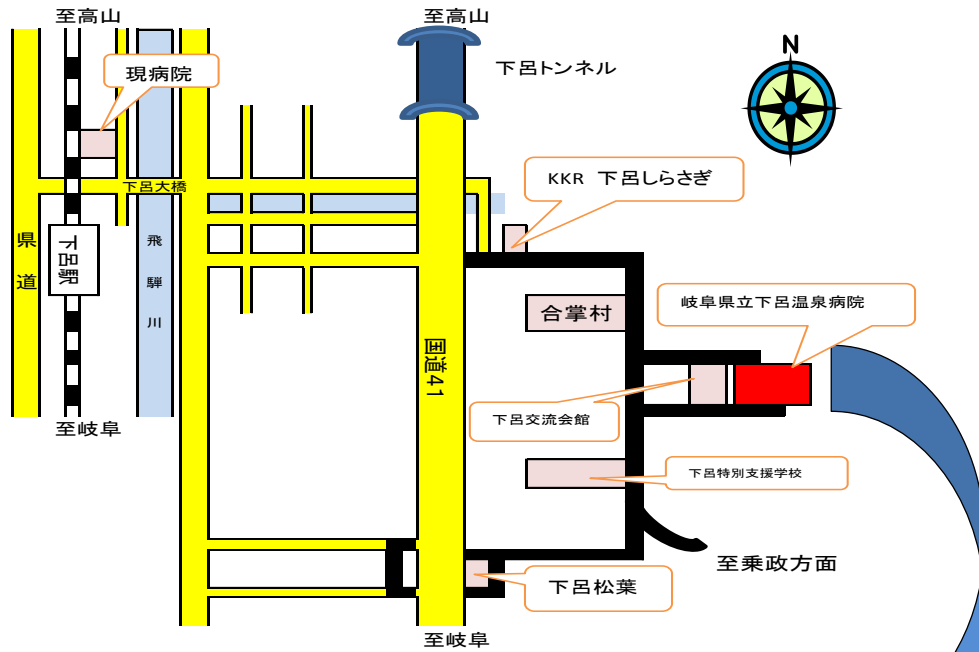 至高山
至高山
現病院
下呂トンネル
N
KKR 下呂しらさぎ
下呂大橋
県道
下呂駅
飛騨川
合掌村
岐阜県立下呂温泉病院
国道41
下呂交流会館
至岐阜
下呂特別支援学校
至乗政方面
下呂松葉
至岐阜